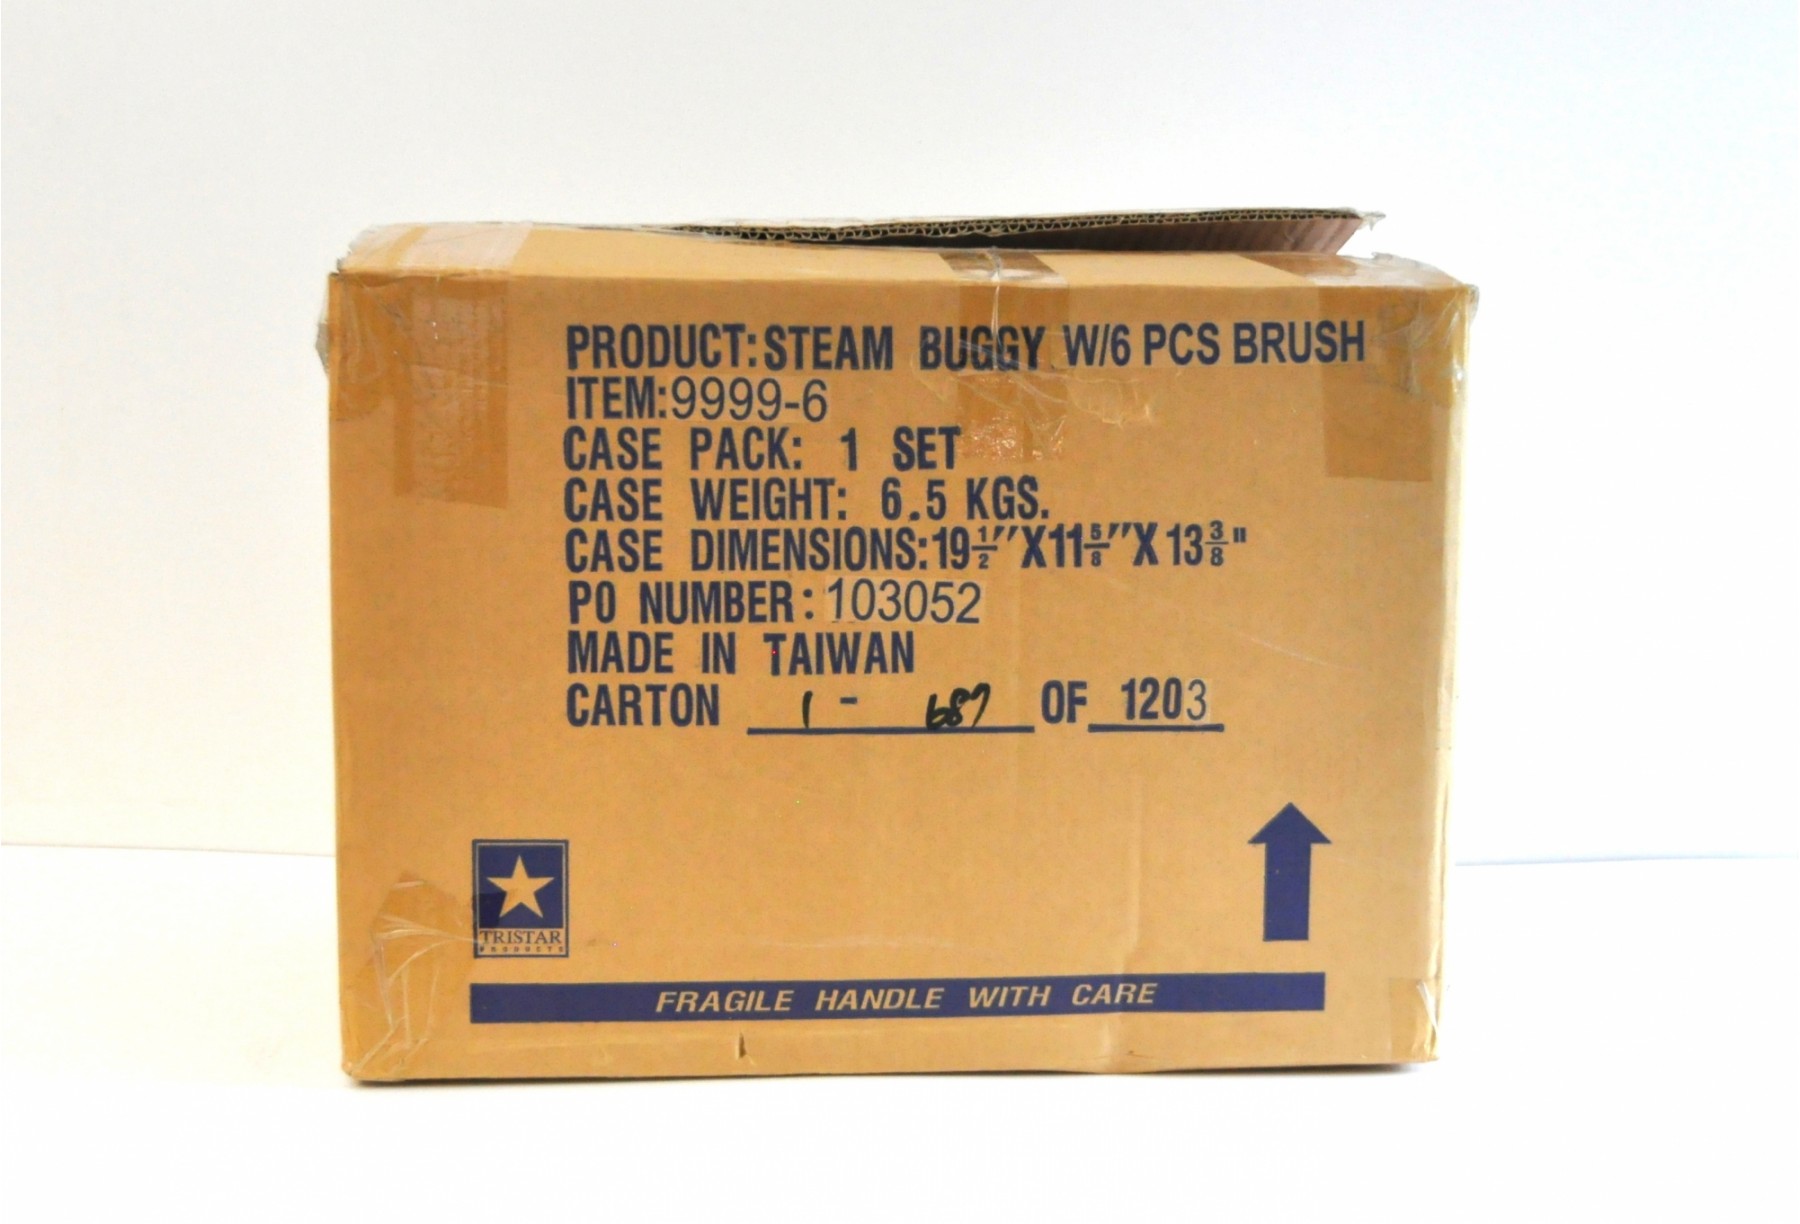 PRODUCT:STEAM BUGGY W/6 PCS BRUSH
ITEM:9999-6
CASE PACK: 1 SET
CASE WEIGHT: 6.5 KGS.
CASE DIMENSIONS:19½"X11⅝"X13⅜"
PO NUMBER: 103052
MADE IN TAIWAN
CARTON 1 - 687 OF 1203
TRISTAR
PRODUCTS
FRAGILE HANDLE WITH CARE